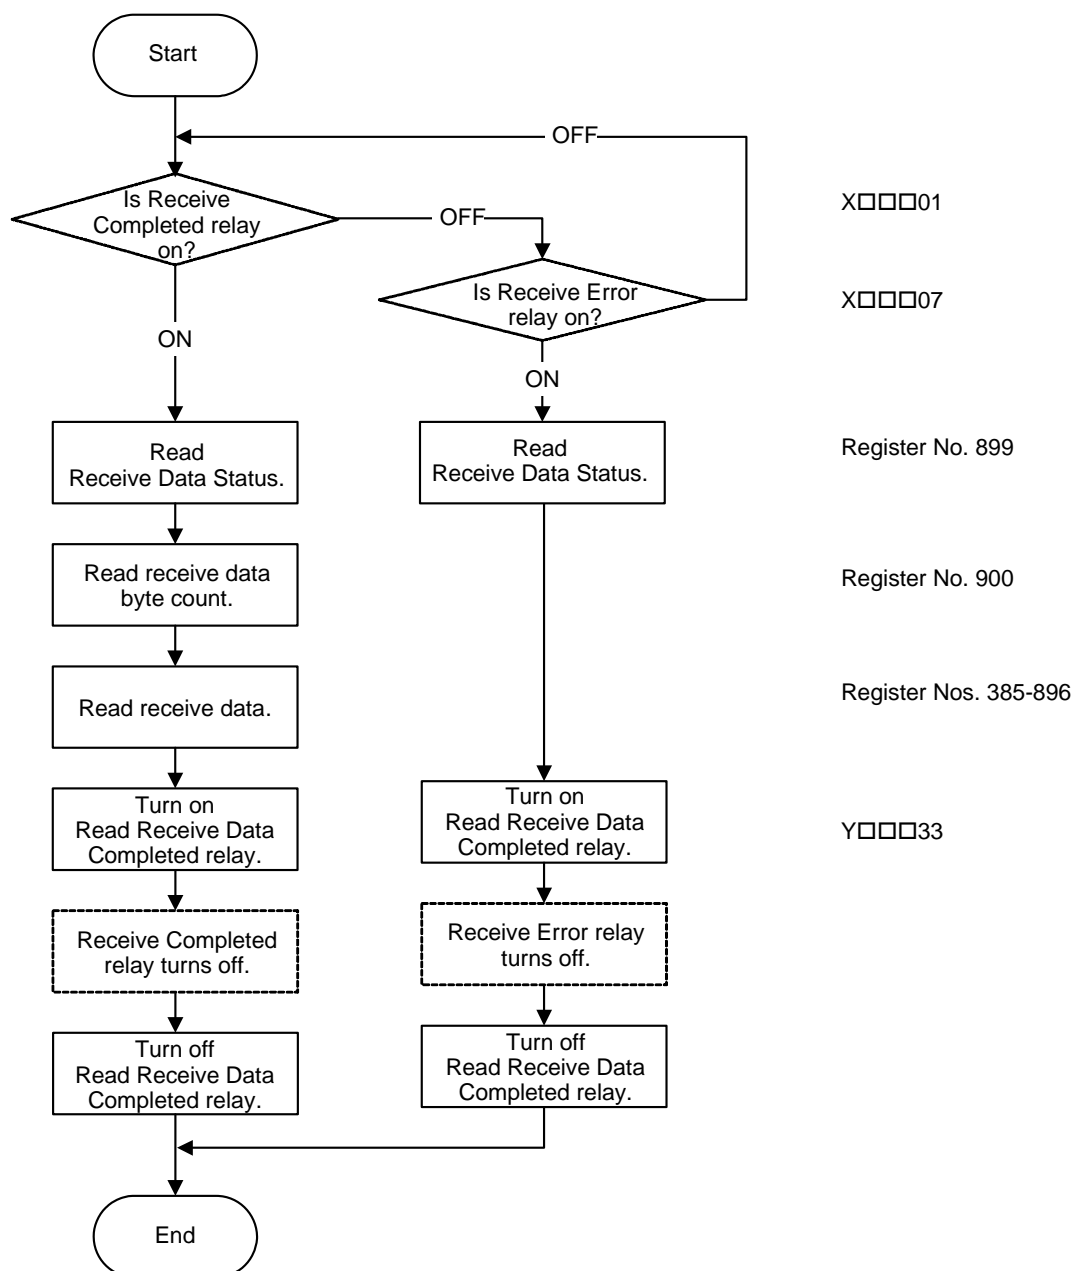 Start
OFF
Is Receive
Completed relay
on?
OFF
X□□□01
Is Receive Error
relay on?
X□□□07
ON
ON
Read
Receive Data Status.
Read
Receive Data Status.
Register No. 899
Read receive data
byte count.
Register No. 900
Read receive data.
Register Nos. 385-896
Turn on
Read Receive Data
Completed relay.
Turn on
Read Receive Data
Completed relay.
Y□□□33
Receive Completed
relay turns off.
Receive Error relay
turns off.
Turn off
Read Receive Data
Completed relay.
Turn off
Read Receive Data
Completed relay.
End